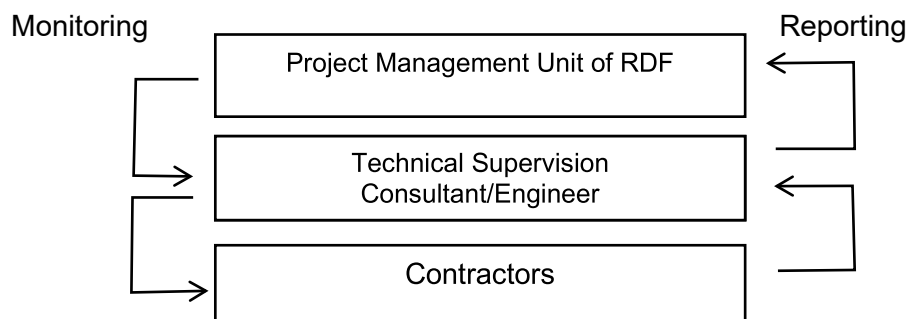 Monitoring
Reporting
Project Management Unit of RDF
Technical Supervision
Consultant/Engineer
Contractors